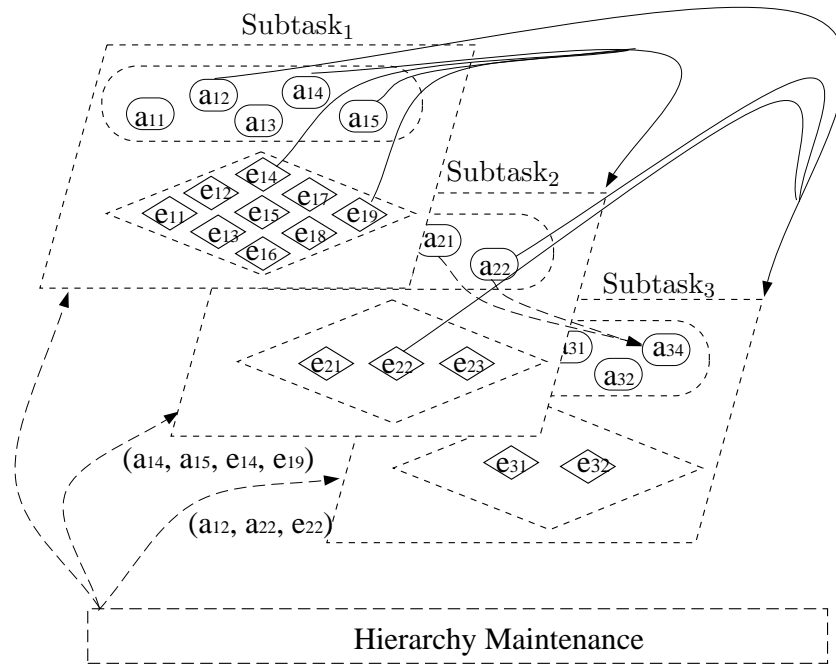 Subtask₁
a₁₂ a₁₄
a₁₁ a₁₃ a₁₅
e₁₄
e₁₂ e₁₇
e₁₁ e₁₅ e₁₉
e₁₃ e₁₈
e₁₆
Subtask₂
a₂₁
a₂₂
e₂₁ e₂₂ e₂₃
Subtask₃
a₃₁ a₃₄
a₃₂
e₃₁ e₃₂
(a₁₄, a₁₅, e₁₄, e₁₉)
(a₁₂, a₂₂, e₂₂)
Hierarchy Maintenance